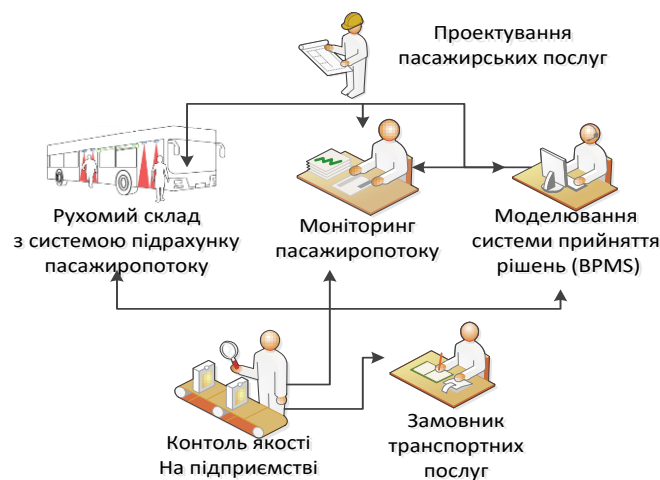 Проектування
пасажирських послуг
Рухомий склад
з системою підрахунку
пасажиропотоку
Моніторинг
пасажиропотоку
Моделювання
системи прийняття
рішень (BPMS)
Контоль якості
На підприємстві
Замовник
транспортних
послуг